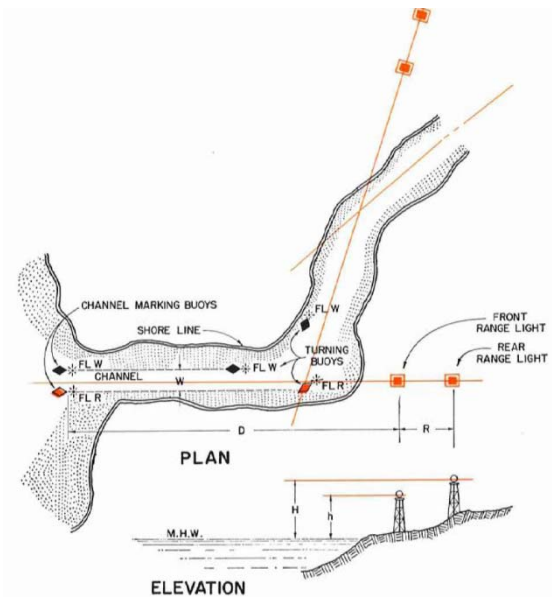 FL W
CHANNEL MARKING BUOYS
SHORE LINE
FRONT
RANGE LIGHT
TURNING
BUOYS
REAR
RANGE LIGHT
FL W
FL W
CHANNEL
W
FL R
FL R
D
R
PLAN
H
h
M.H.W.
ELEVATION